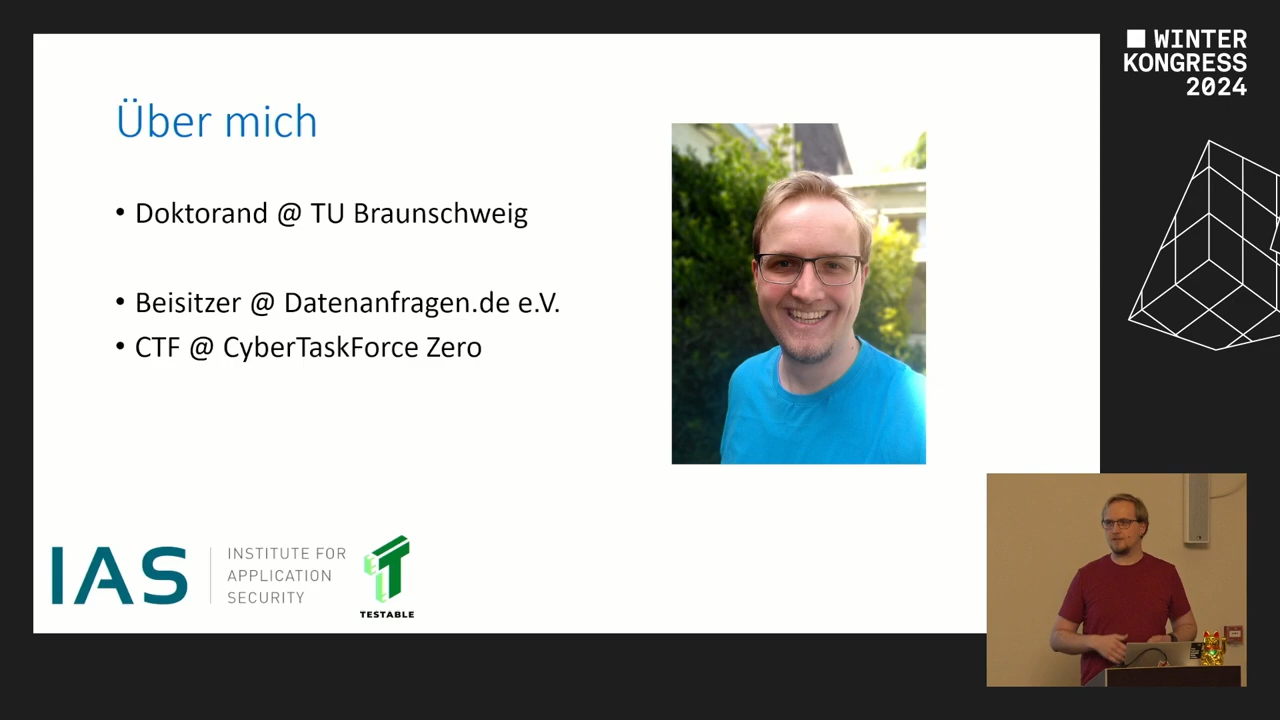 Über mich
• Doktorand @ TU Braunschweig
• Beisitzer @ Datenanfragen.de e.V.
• CTF @ CyberTaskForce Zero
IAS
INSTITUTE FOR
APPLICATION
SECURITY
TESTABLE
WINTER
KONGRESS
2024